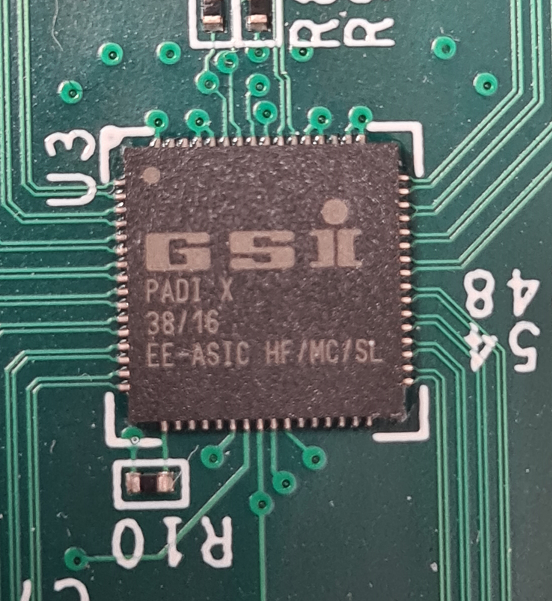 U3
GSI
PADI X
38/16
EE-ASIC HF/MC/SL
48
54
R10